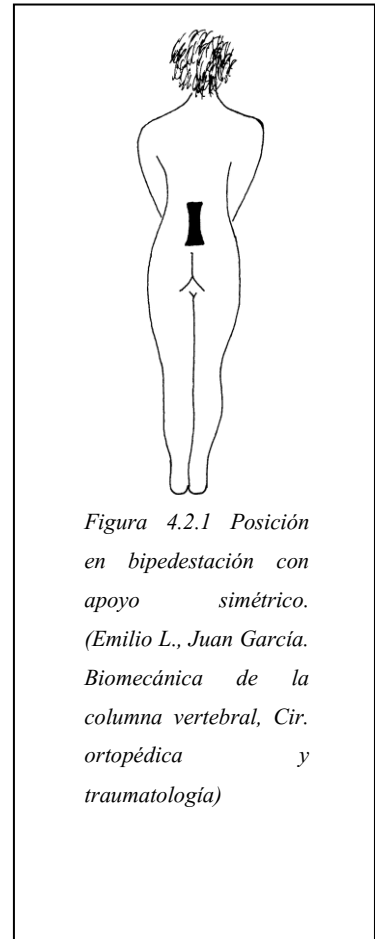 Figura 4.2.1 Posición
en bipedestación con
apoyo simétrico.
(Emilio L., Juan García.
Biomecánica de la
columna vertebral, Cir.
ortopédica y
traumatología)